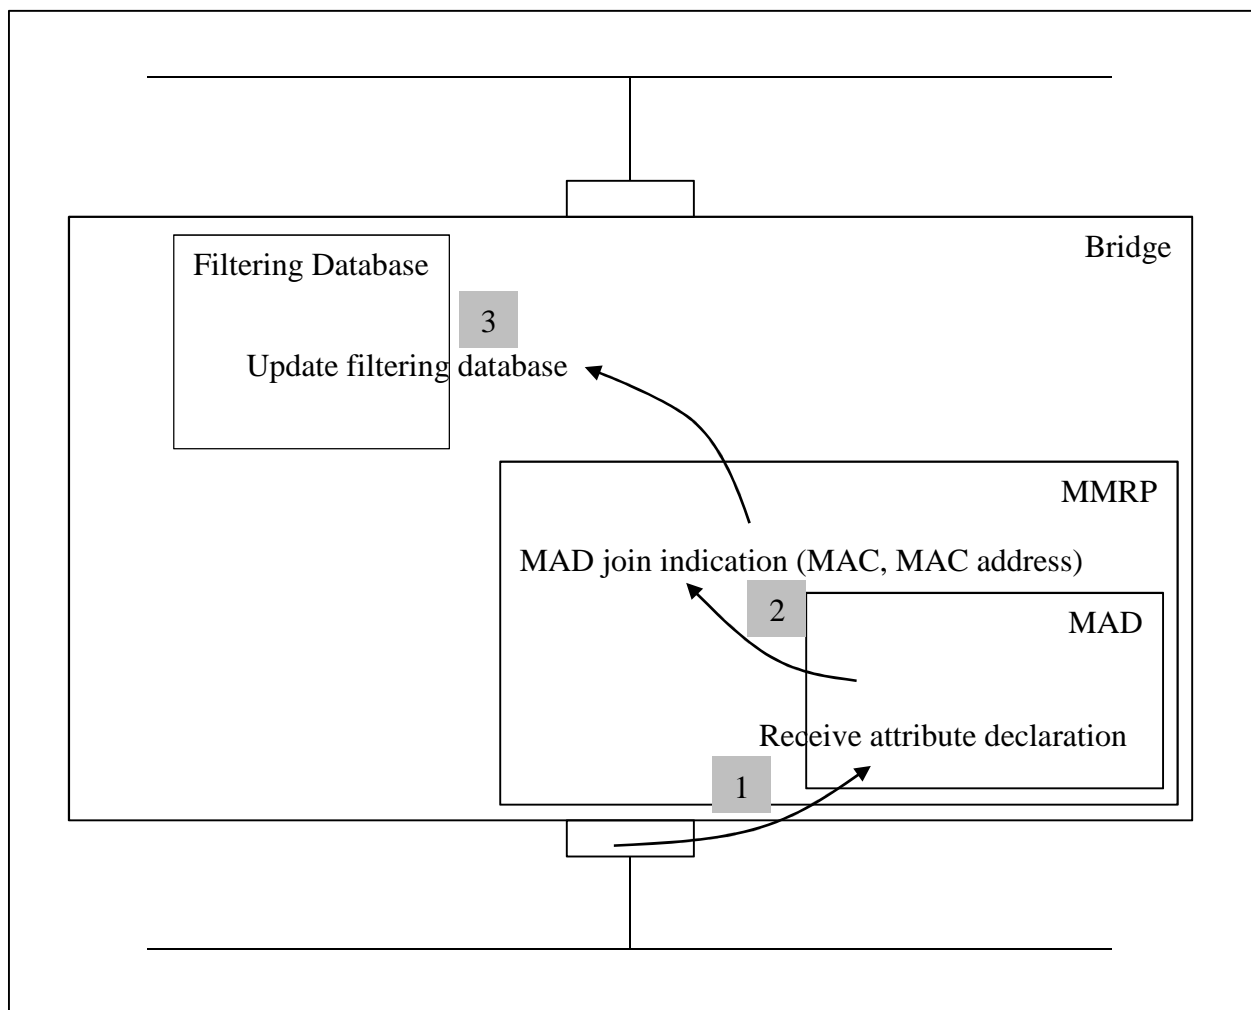 Bridge
Filtering Database
3
Update filtering database
MMRP
MAD join indication (MAC, MAC address)
2
MAD
Receive attribute declaration
1